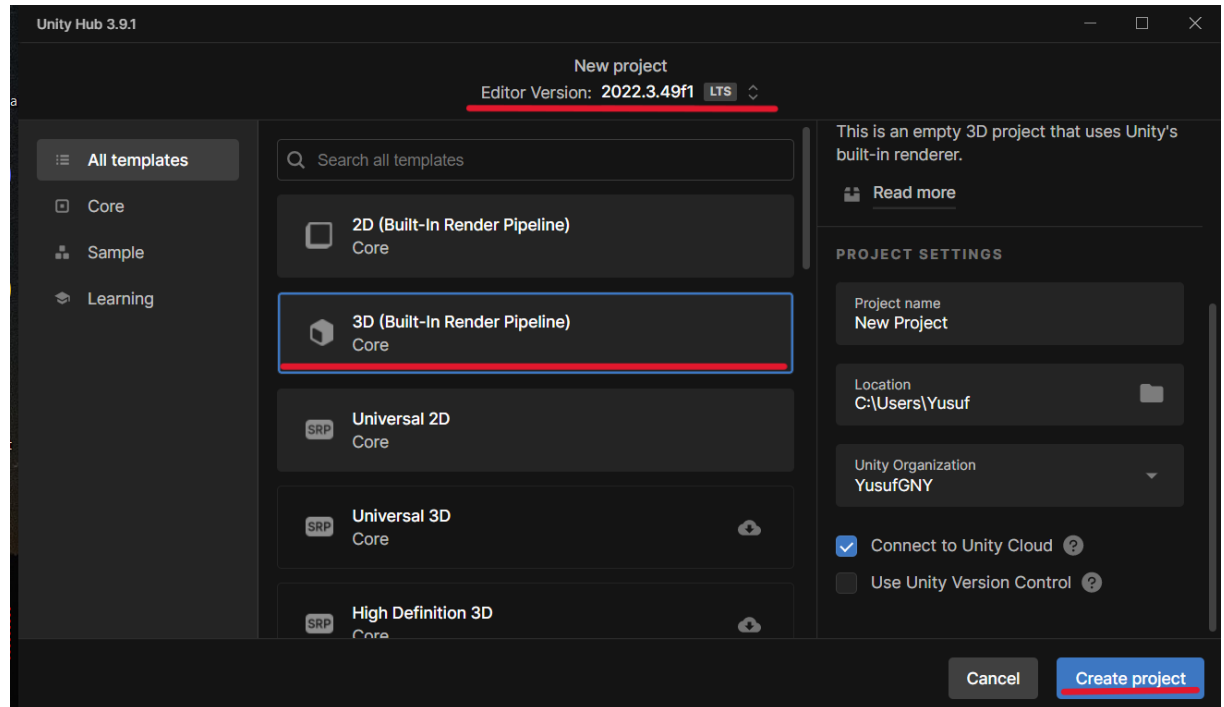 Unity Hub 3.9.1
New project
Editor Version: 2022.3.49f1 LTS
a
All templates
Core
Sample
Learning
Search all templates
2D (Built-In Render Pipeline)
Core
3D (Built-In Render Pipeline)
Core
SRP
Universal 2D
Core
SRP
Universal 3D
Core
SRP
High Definition 3D
Core
This is an empty 3D project that uses Unity's
built-in renderer.
Read more
PROJECT SETTINGS
Project name
New Project
Location
C:\Users\Yusuf
Unity Organization
YusufGNY
Connect to Unity Cloud ?
Use Unity Version Control ?
Cancel
Create project